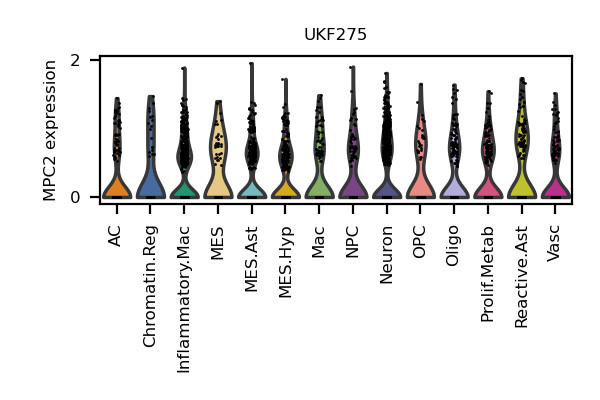 UKF275
MPC2 expression
2
0
AC
Chromatin.Reg
Inflammatory.Mac
MES
MES.Ast
MES.Hyp
Mac
NPC
Neuron
OPC
Oligo
Prolif.Metab
Reactive.Ast
Vasc